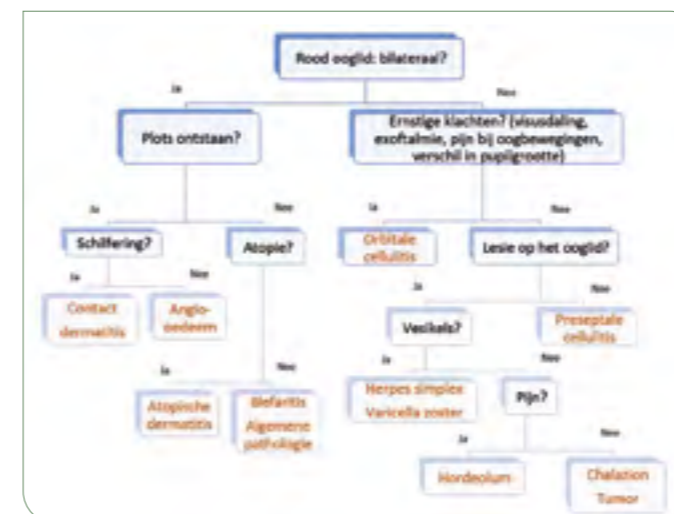 Rood ooglid: bilateraal?
Ja
Nee
Plots ontstaan?
Ernstige klachten? (visusdaling,
exoftalmie, pijn bij oogbewegingen,
verschil in pupilgrootte)
Ja
Nee
Ja
Nee
Schilfering?
Atopie?
Orbitale
cellulitis
Lesie op het ooglid?
Ja
Nee
Ja
Nee
Contact
dermatitis
Angio-
oedeem
Vesikels?
Preseptale
cellulitis
Ja
Nee
Ja
Nee
Atopische
dermatitis
Blefaritis
Algemene
pathologie
Herpes simplex
Varicella zoster
Pijn?
Ja
Nee
Hordeolum
Chalazion
Tumor